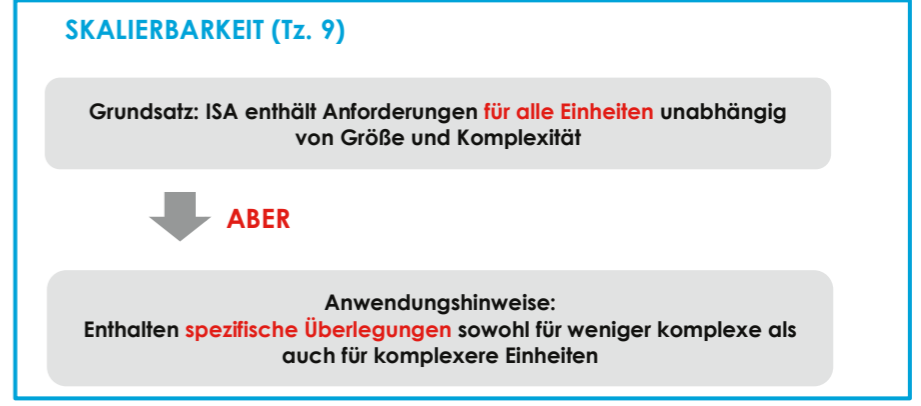 SKALIERBARKEIT (Tz. 9)
Grundsatz: ISA enthält Anforderungen für alle Einheiten unabhängig
von Größe und Komplexität
ABER
Anwendungshinweise:
Enthalten spezifische Überlegungen sowohl für weniger komplexe als
auch für komplexere Einheiten